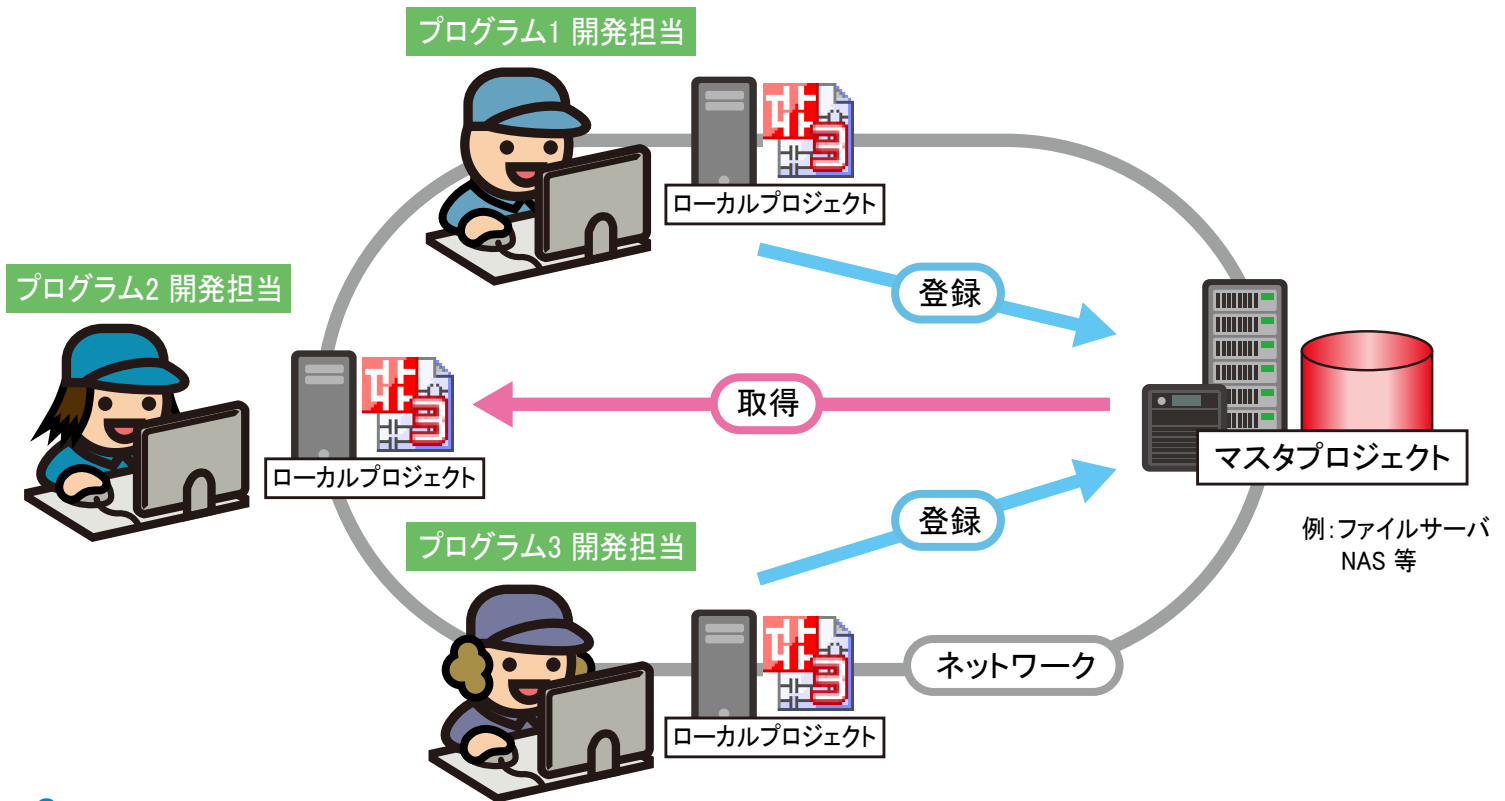 プログラム1 開発担当
ローカルプロジェクト
登録
プログラム2 開発担当
ローカルプロジェクト
取得
マスタプロジェクト
例：ファイルサーバ
NAS 等
プログラム3 開発担当
登録
ローカルプロジェクト
ネットワーク